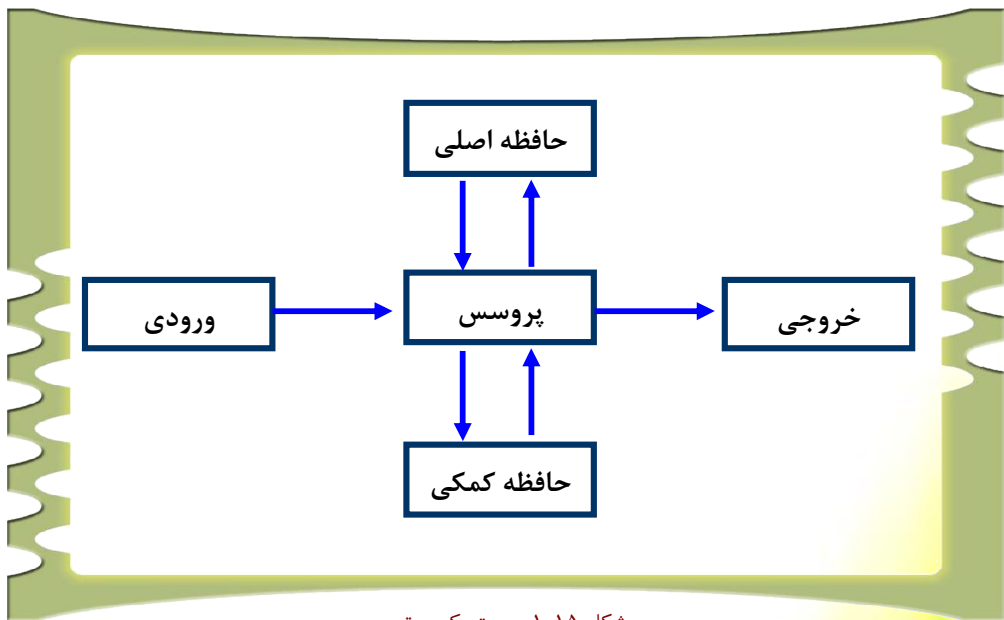 حافظه اصلی
ورودی
پروسس
خروجی
حافظه کمکی